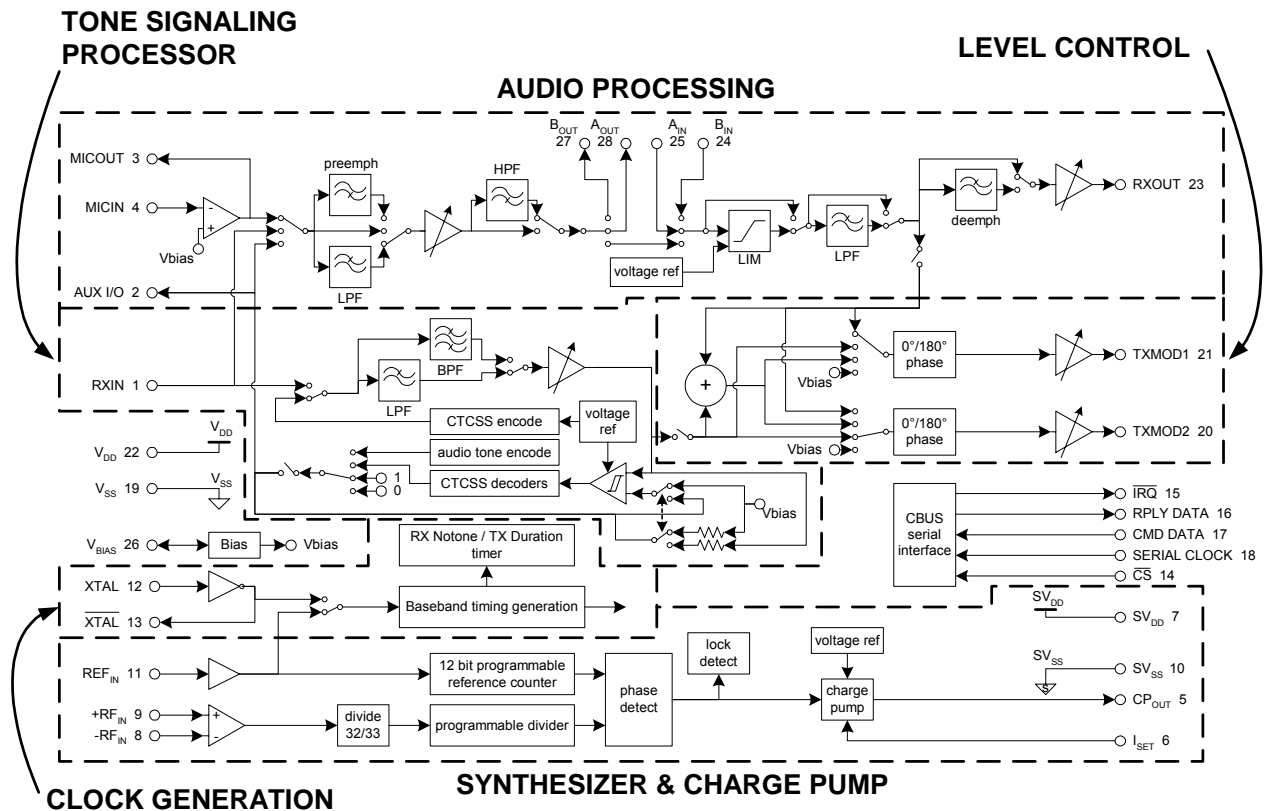 TONE SIGNALING
PROCESSOR
LEVEL CONTROL
AUDIO PROCESSING
BOUT
27
AOUT
28
AIN
25
BIN
24
MICOUT 3
MICIN 4
Vbias
AUX I/O 2
preemph
LPF
HPF
voltage ref
LIM
LPF
deemph
RXOUT 23
RXIN 1
BPF
LPF
CTCSS encode
voltage
ref
audio tone encode
CTCSS decoders
1
0
Vbias
+
Vbias
Vbias
0°/180°
phase
0°/180°
phase
TXMOD1 21
TXMOD2 20
VDD 22
VDD
VSS 19
VSS
VBIAS 26
Bias
Vbias
RX Notone / TX Duration
timer
XTAL 12
XTAL 13
Baseband timing generation
CBUS
serial
interface
IRQ 15
RPLY DATA 16
CMD DATA 17
SERIAL CLOCK 18
CS 14
REFIN 11
12 bit programmable
reference counter
+RFIN 9
-RFIN 8
+
-
divide
32/33
programmable divider
phase
detect
lock
detect
voltage ref
charge
pump
SVDD
SVDD 7
SVSS
S
SVSS 10
CPOUT 5
ISET 6
SYNTHESIZER & CHARGE PUMP
CLOCK GENERATION